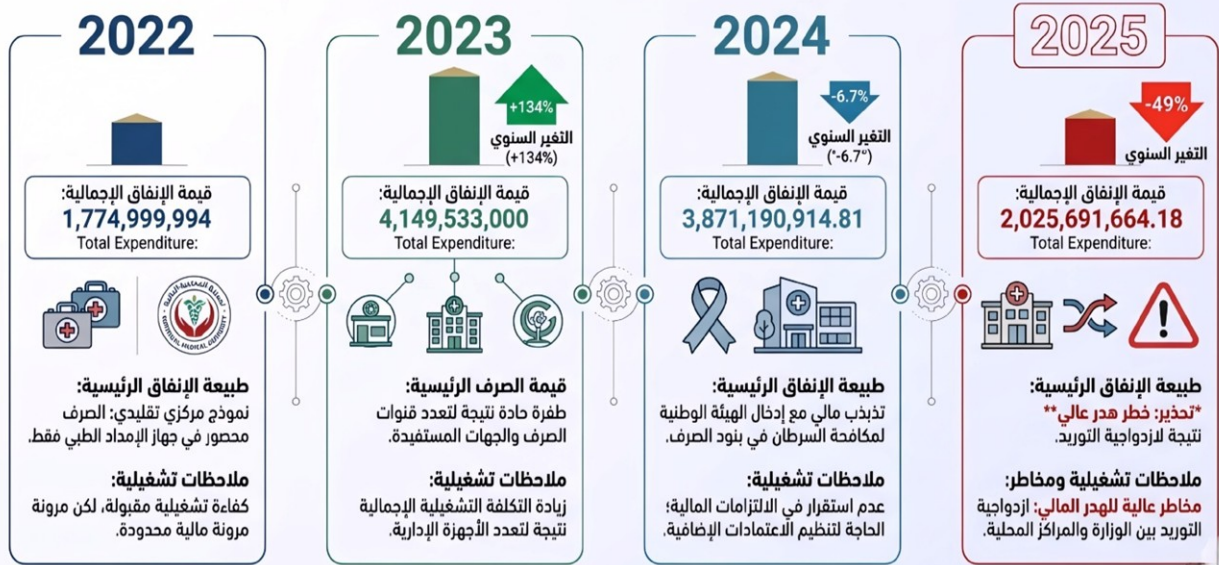 2022
قيمة الإنفاق الإجمالية:
1,774,999,994
Total Expenditure:
طبيعة الإنفاق الرئيسية:
نموذج مركزي تقليدي: الصرف
محصور في جهاز الإمداد الطبي فقط.
ملاحظات تشغيلية:
كفاءة تشغيلية مقبولة، لكن مرونة
مرونة مالية محدودة.
2023
+134%
التغير السنوي
(+134%)
قيمة الإنفاق الإجمالية:
4,149,533,000
Total Expenditure:
قيمة الصرف الرئيسية:
طفرة حادة نتيجة لتعدد قنوات
الصرف والجهات المستفيدة.
ملاحظات تشغيلية:
زيادة التكلفة التشغيلية الإجمالية
نتيجة لتعدد الأجهزة الإدارية.
2024
-6.7%
التغير السنوي
(*-6.7")
قيمة الإنفاق الإجمالية:
3,871,190,914.81
Total Expenditure:
طبيعة الإنفاق الرئيسية:
تذبذب مالي مع إدخال الهيئة الوطنية
لمكافحة السرطان في بنود الصرف.
ملاحظات تشغيلية:
عدم استقرار في الالتزامات المالية؛
الحاجة لتنظيم الاعتمادات الإضافية.
2025
-49%
التغير السنوي
قيمة الإنفاق الإجمالية:
2,025,691,664.18
Total Expenditure:
طبيعة الإنفاق الرئيسية:
*تحذير: خطر هدر عالي**
نتيجة لازدواجية التوريد.
ملاحظات تشغيلية ومخاطر:
مخاطر عالية للهدر المالي: ازدواجية
التوريد بين الوزارة والمراكز المحلية.